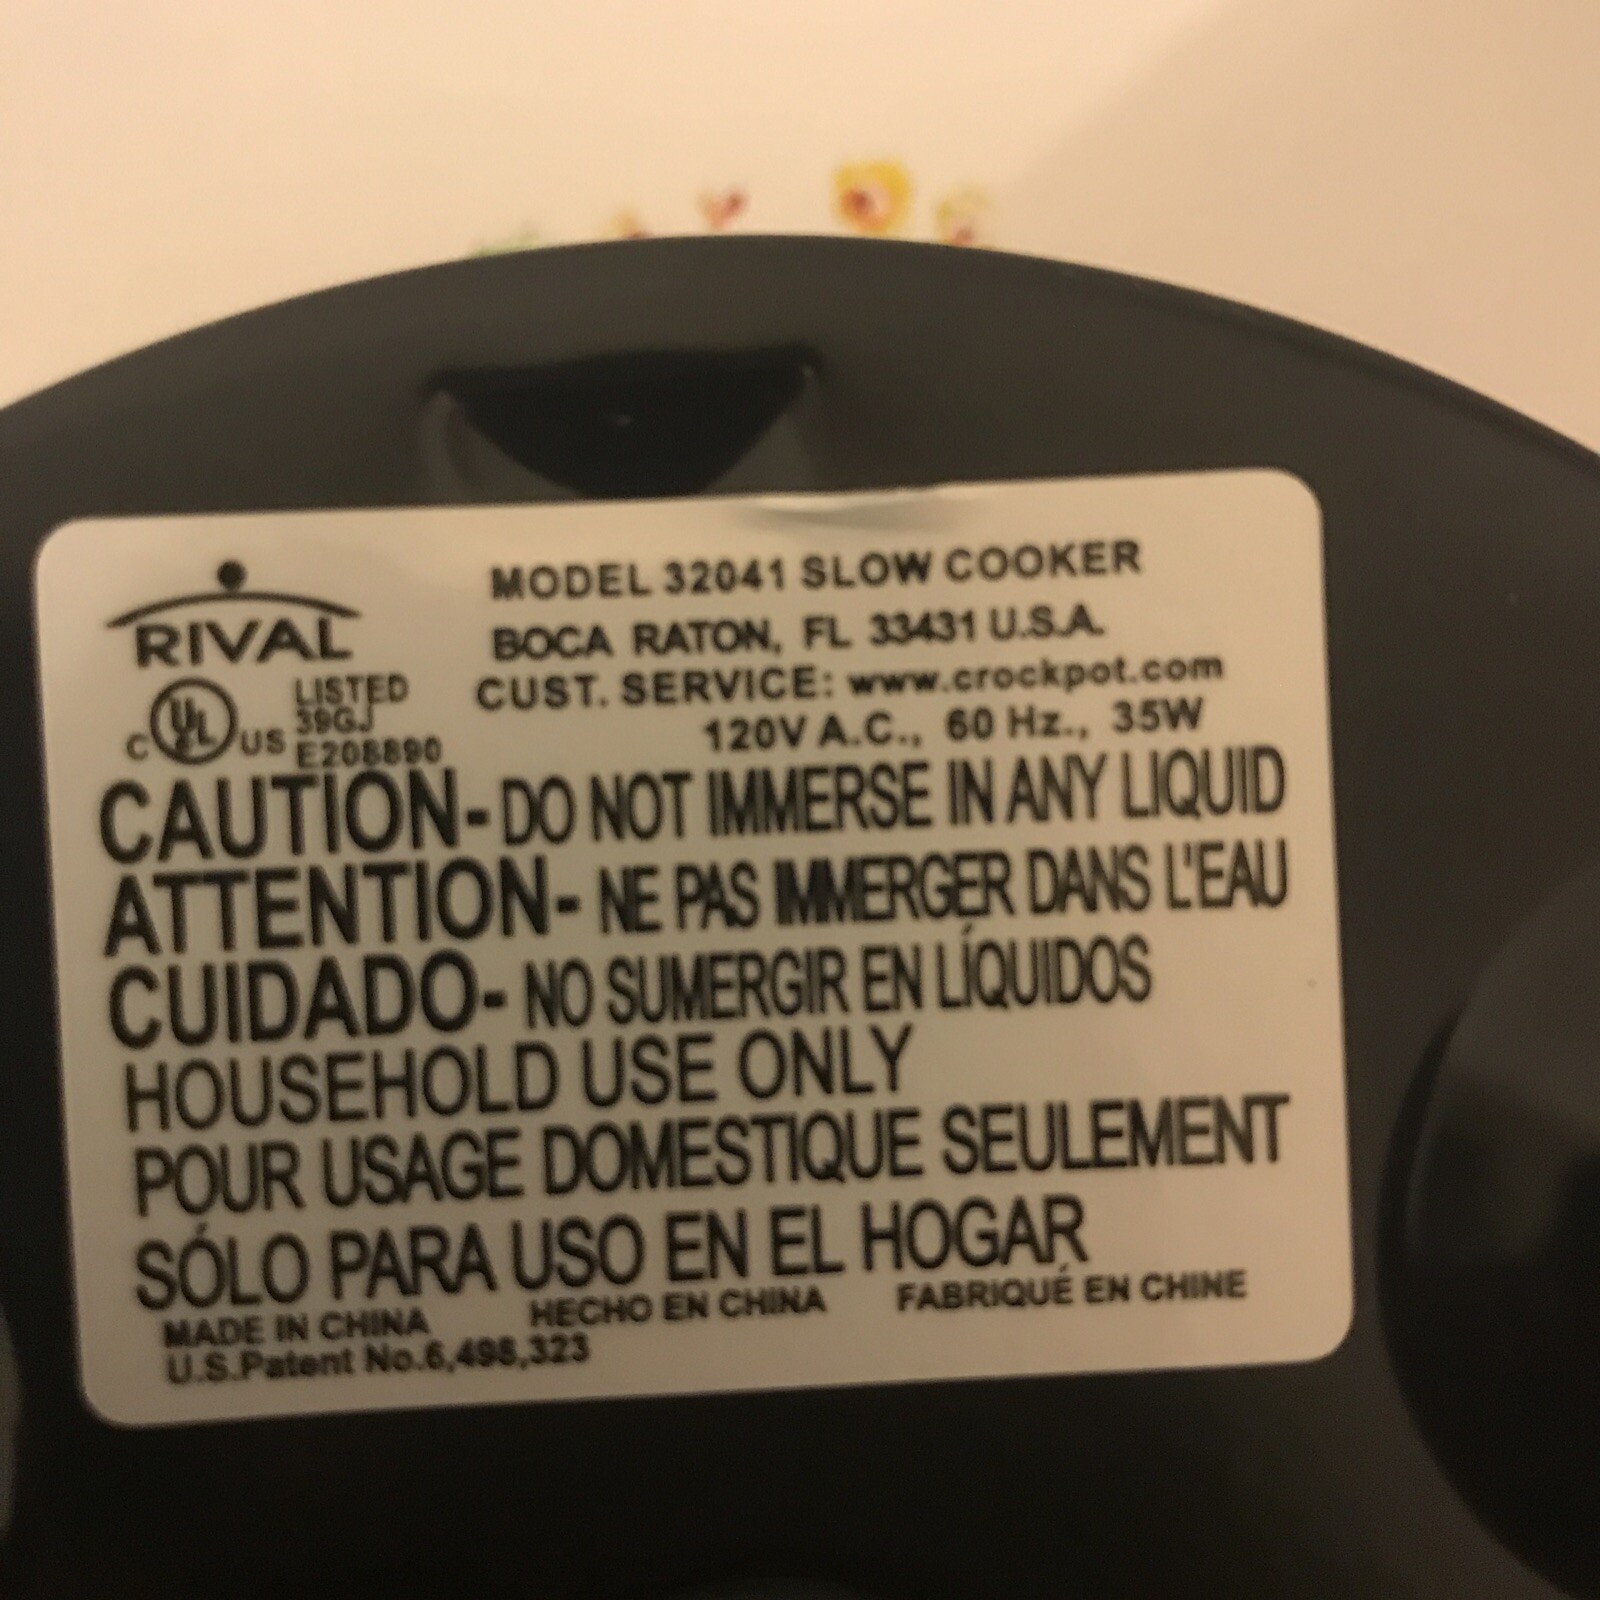 RIVAL
MODEL 32041 SLOW COOKER
BOCA RATON, FL 33431 U.S.A.
CUST. SERVICE: www.crockpot.com
120V A.C., 60 Hz., 35W
C UL US
LISTED
39GJ
E208890
CAUTION- DO NOT IMMERSE IN ANY LIQUID
ATTENTION- NE PAS IMMERGER DANS L'EAU
CUIDADO- NO SUMERGIR EN LÍQUIDOS
HOUSEHOLD USE ONLY
POUR USAGE DOMESTIQUE SEULEMENT
SÓLO PARA USO EN EL HOGAR
MADE IN CHINA HECHO EN CHINA FABRIQUÉ EN CHINE
U.S.Patent No.6,498,323